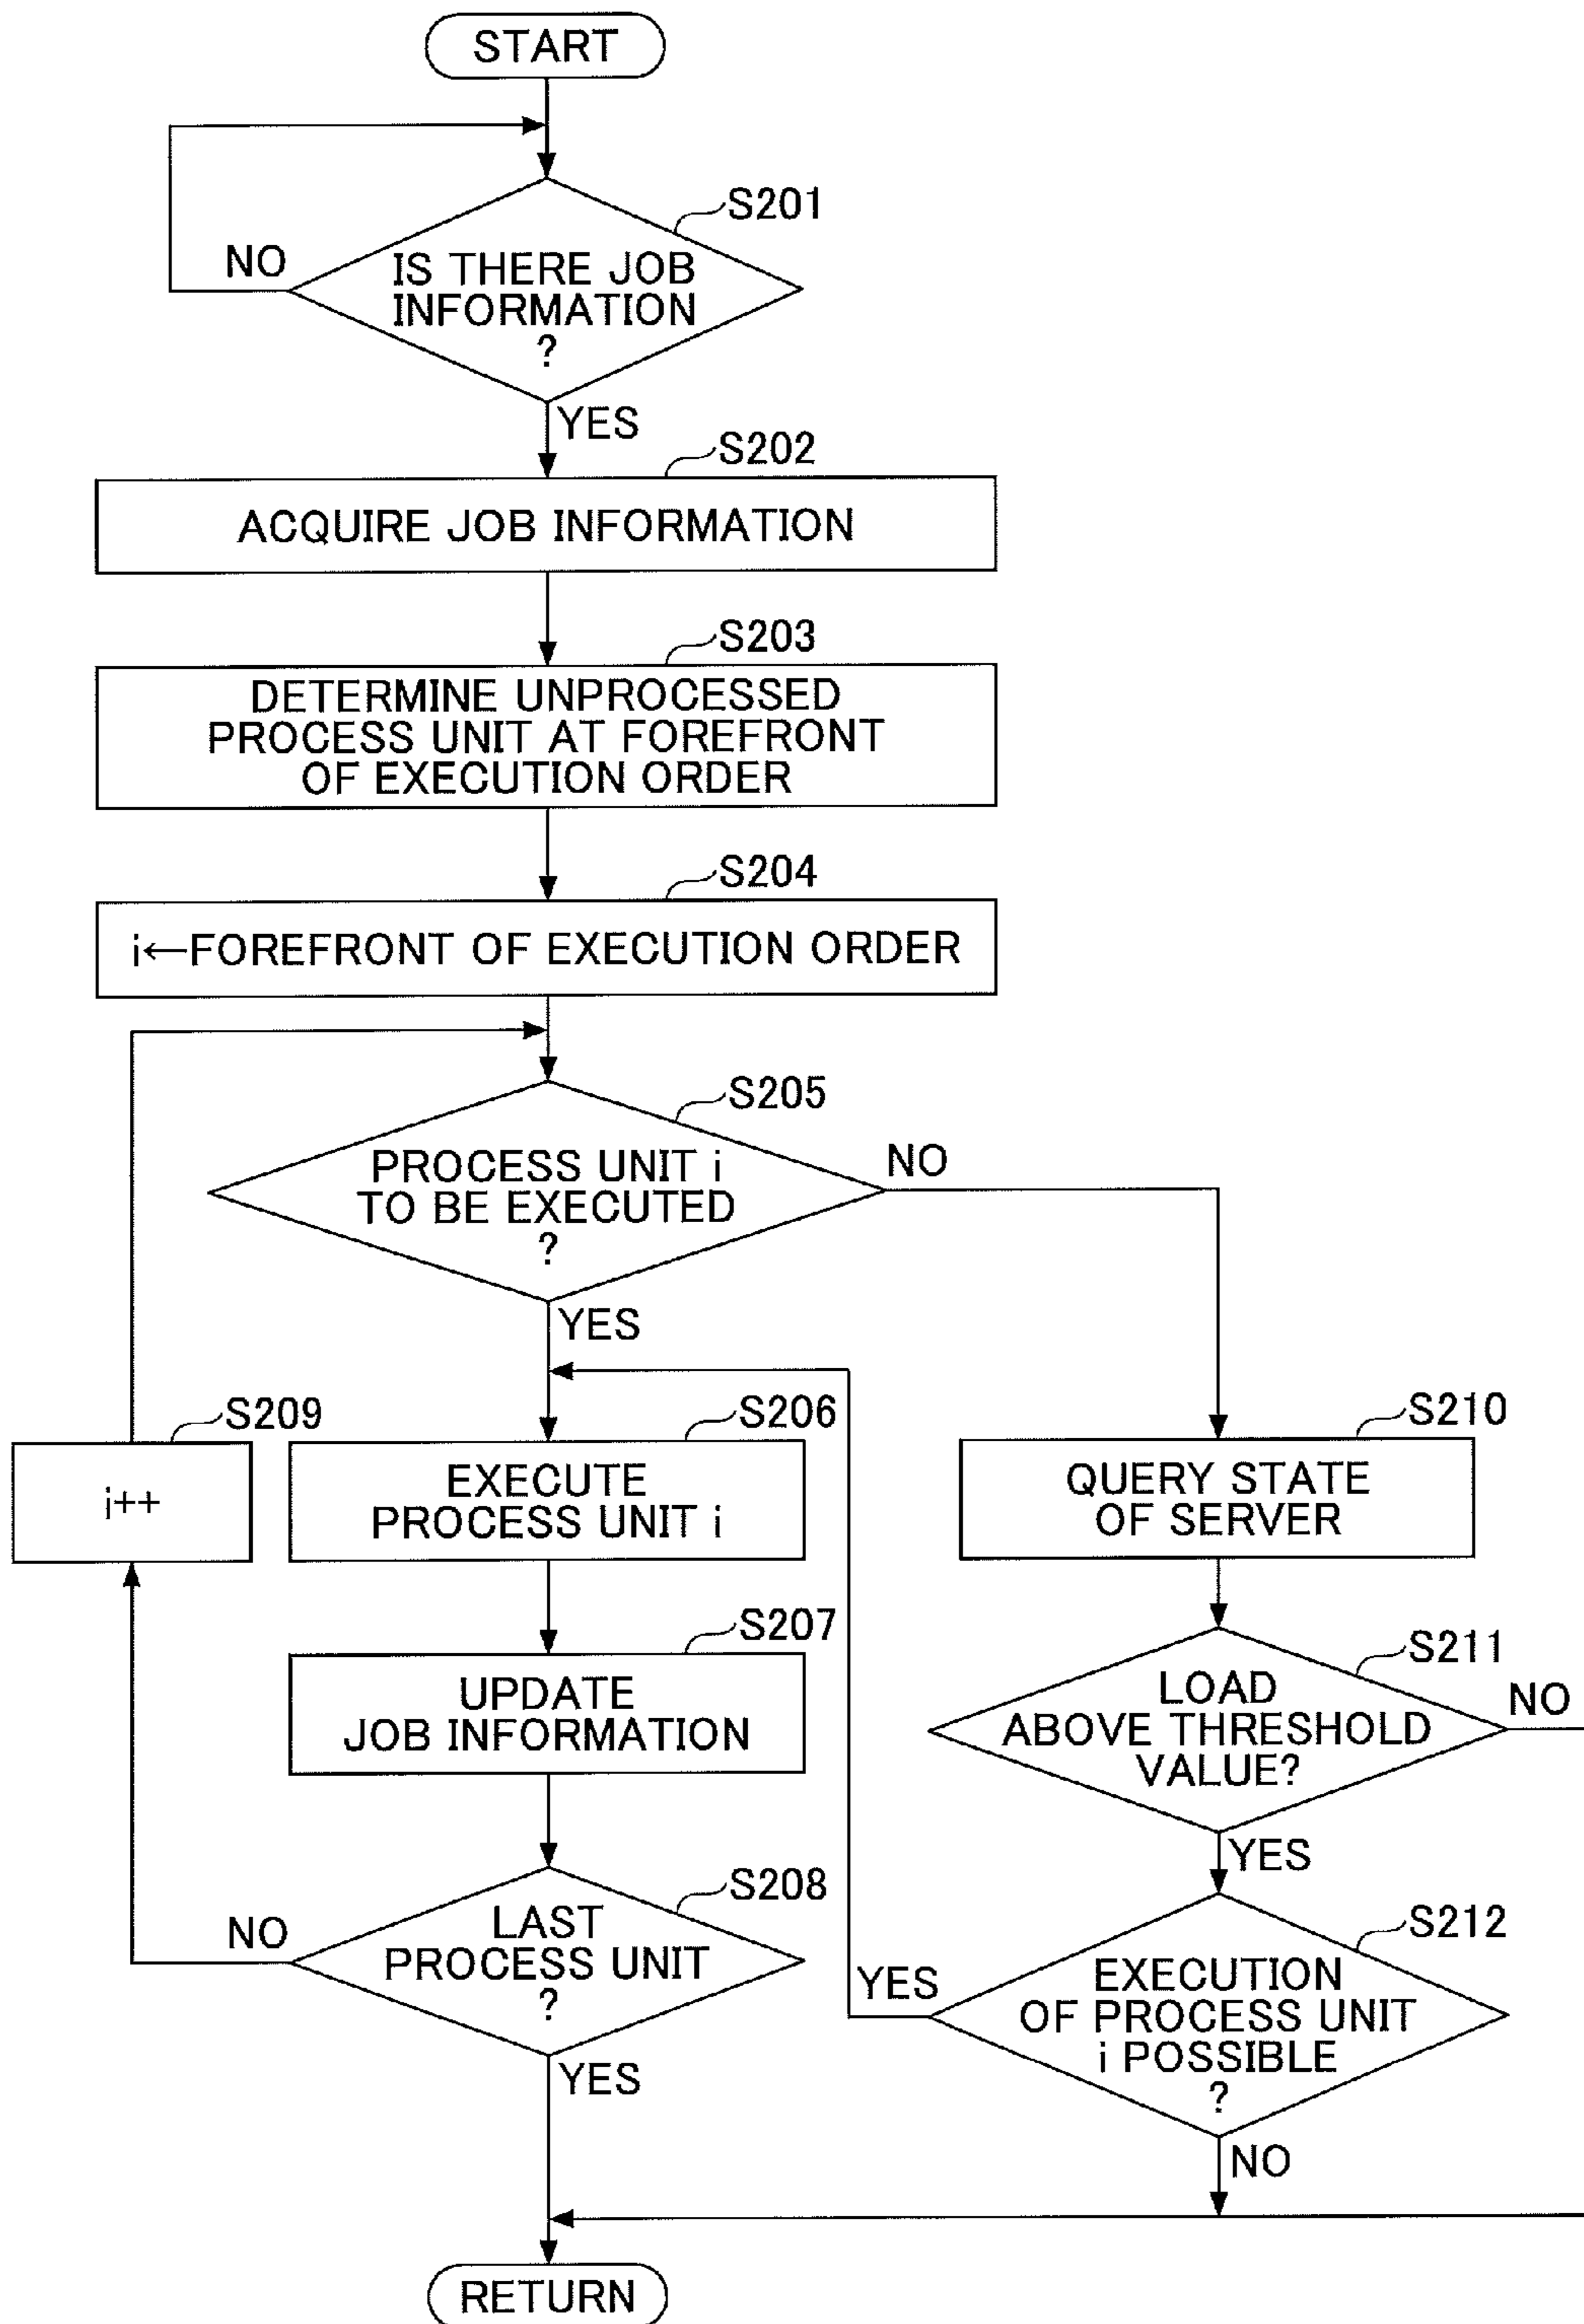 START
S201
NO
IS THERE JOB
INFORMATION
?
YES
S202
ACQUIRE JOB INFORMATION
S203
DETERMINE UNPROCESSED
PROCESS UNIT AT FOREFRONT
OF EXECUTION ORDER
S204
i←FOREFRONT OF EXECUTION ORDER
S205
PROCESS UNIT i
TO BE EXECUTED
?
NO
YES
S209
i++
S206
EXECUTE
PROCESS UNIT i
S210
QUERY STATE
OF SERVER
S207
UPDATE
JOB INFORMATION
S211
LOAD
ABOVE THRESHOLD
VALUE?
NO
YES
S208
LAST
PROCESS UNIT
?
NO
YES
S212
EXECUTION
OF PROCESS UNIT
i POSSIBLE
?
YES
NO
RETURN